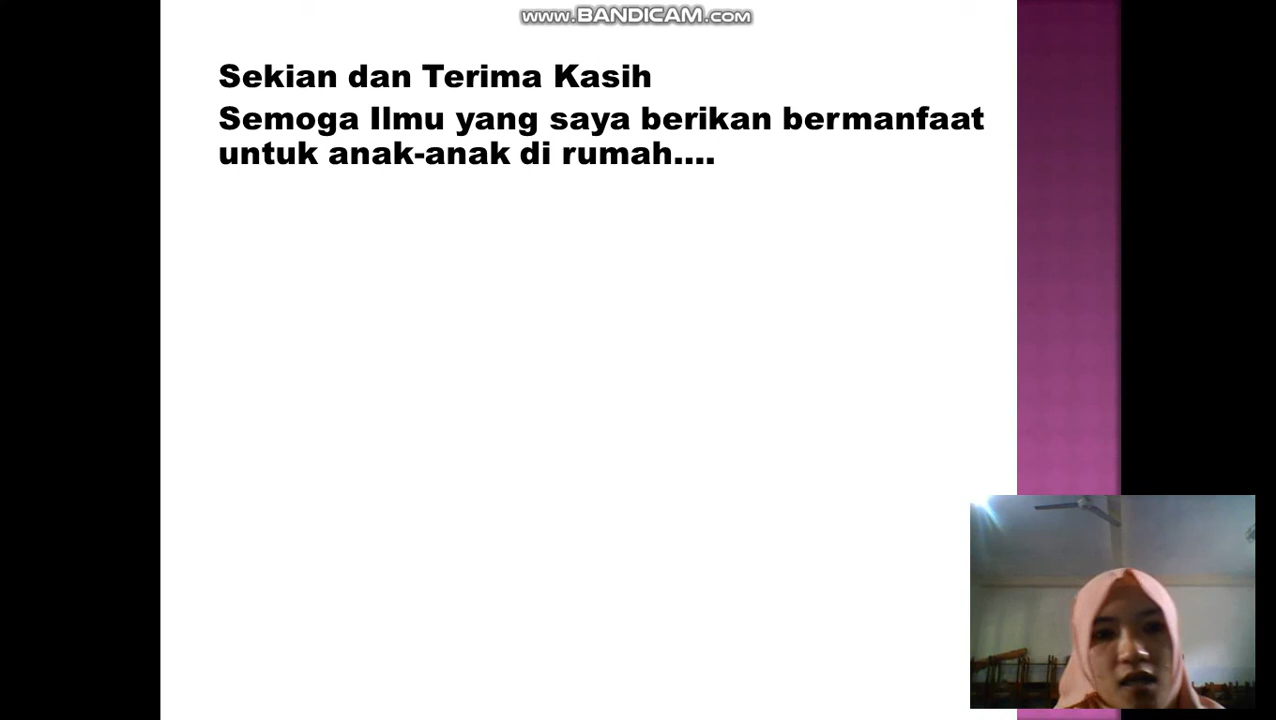 www.BANDICAM.com
Sekian dan Terima Kasih
Semoga Ilmu yang saya berikan bermanfaat
untuk anak-anak di rumah....